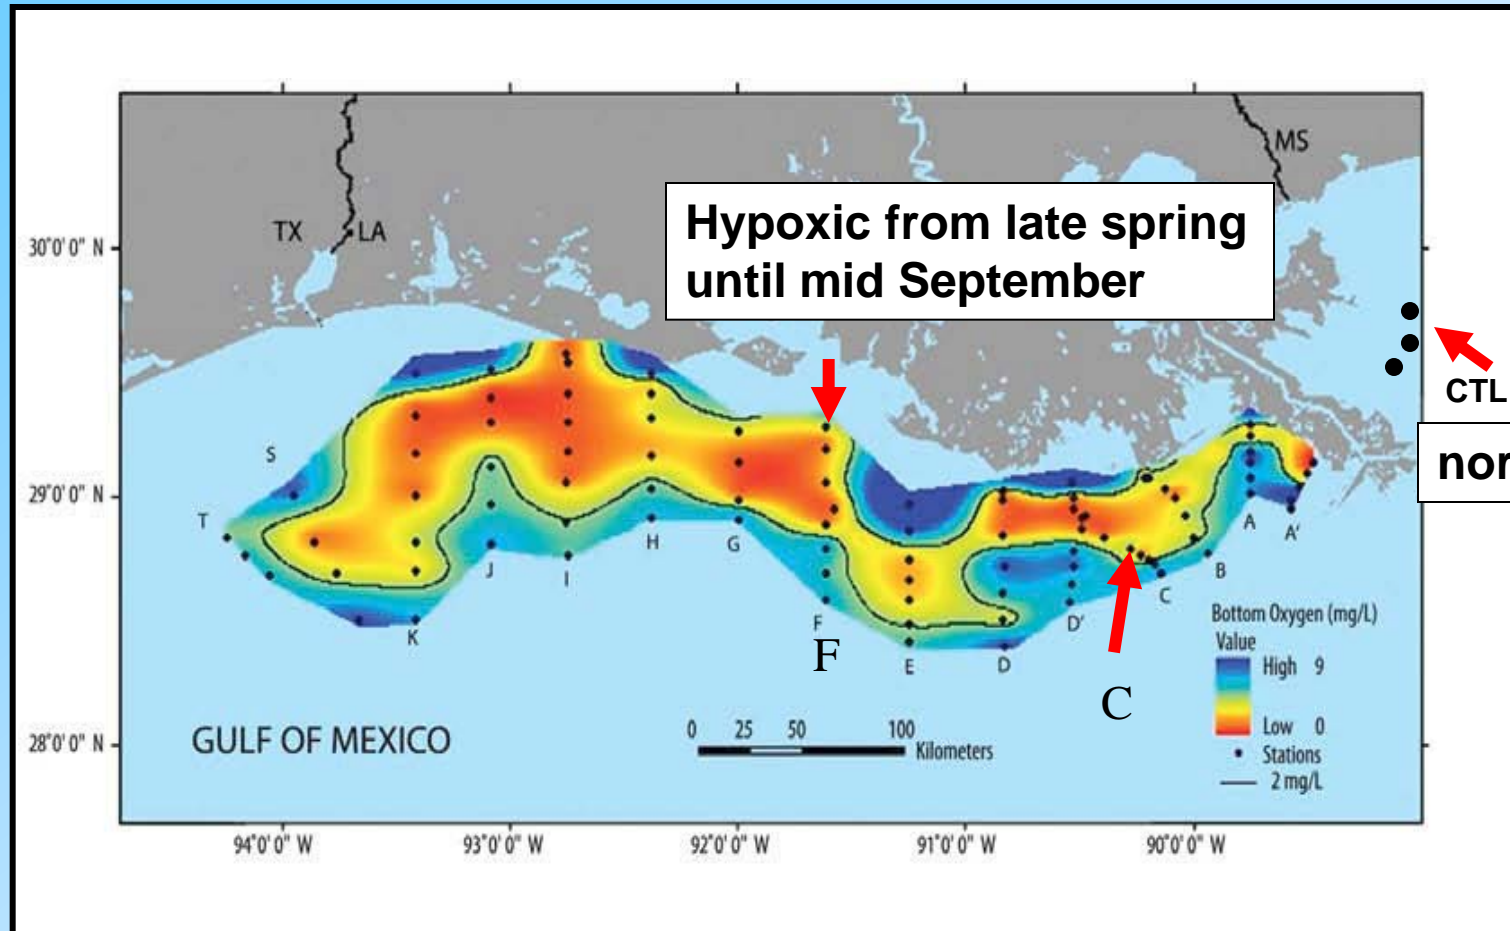 MS
TX LA
Hypoxic from late spring
until mid September
30°0' 0" N
CTL
nor
S
29°0' 0" N
T
A
A'
H
G
J
I
B
C
K
F
D'
E
D
F
C
Bottom Oxygen (mg/L)
Value
High 9
Low 0
Stations
2 mg/L
GULF OF MEXICO
0 25 50 100
Kilometers
28°0' 0" N
94°0' 0" W 93°0' 0" W 92°0' 0" W 91°0' 0" W 90°0' 0" W